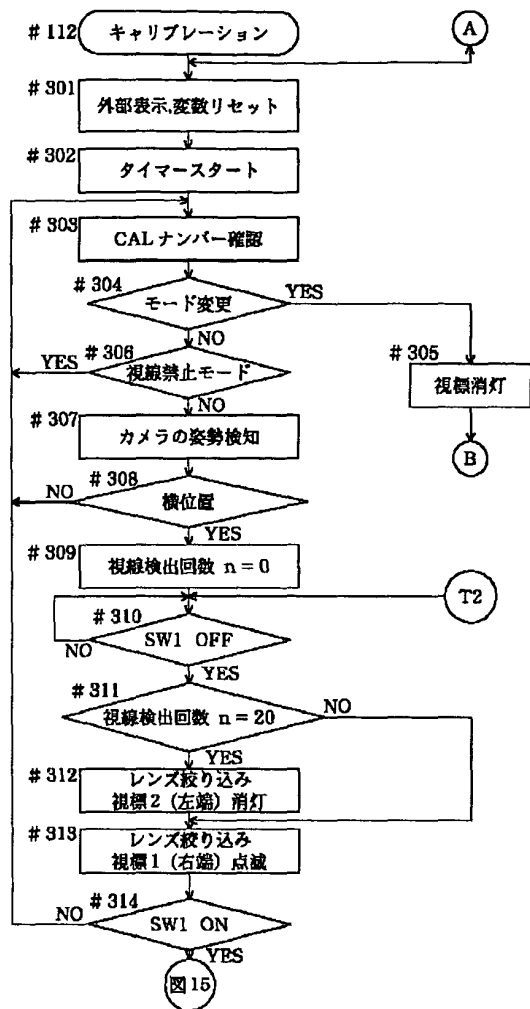 #112
キャリブレーション
A
#301
外部表示,変数リセット
#302
タイマースタート
#303
CALナンバー確認
#304
モード変更
YES
NO
#305
視標消灯
B
#306
YES
視線禁止モード
NO
#307
カメラの姿勢検知
#308
NO
横位置
YES
#309
視線検出回数 n=0
T2
#310
SW1 OFF
NO
YES
#311
視線検出回数 n=20
NO
YES
#312
レンズ絞り込み
視標2(左端)消灯
#313
レンズ絞り込み
視標1(右端)点滅
#314
NO
SW1 ON
YES
図15